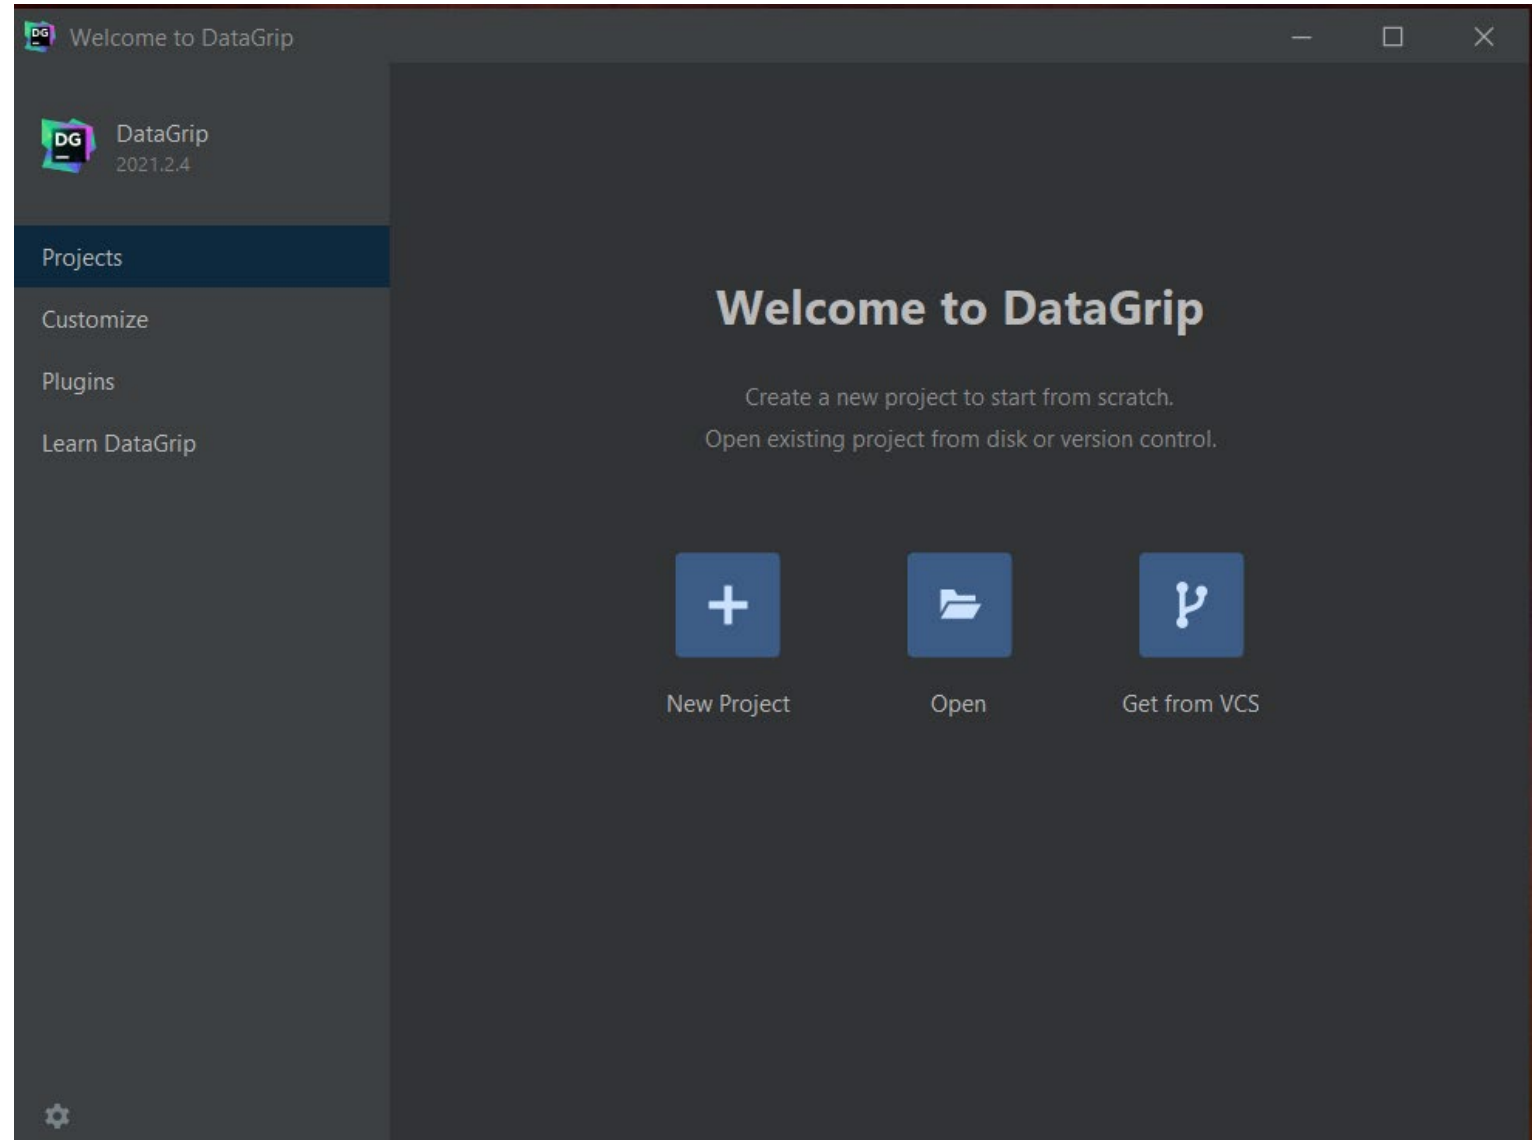 DG Welcome to DataGrip
DG DataGrip
2021.2.4
Projects
Customize
Plugins
Learn DataGrip
Welcome to DataGrip
Create a new project to start from scratch.
Open existing project from disk or version control.
New Project
Open
Get from VCS